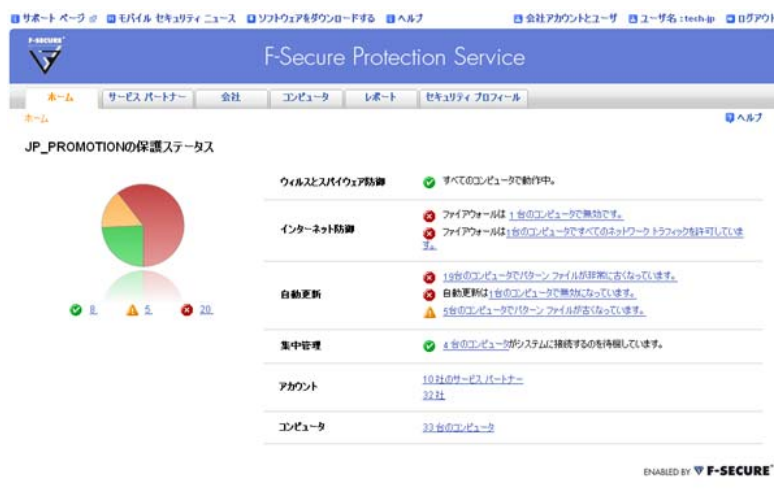 サポート ページ モバイル セキュリティ ニュース ソフトウェアをダウンロードする ヘルプ 会社アカウントとユーザ ユーザ名 :tech-jp ログアウト
F-SECURE
F-Secure Protection Service
ホーム サービス パートナー 会社 コンピュータ レポート セキュリティ プロフィール
ホーム ヘルプ
JP_PROMOTIONの保護ステータス
ウィルスとスパイウェア防御 すべてのコンピュータで動作中。
インターネット防御 ファイアウォールは 1 台のコンピュータで無効です。
ファイアウォールは1台のコンピュータですべてのネットワーク トラフィックを許可していま
す。
自動更新 19台のコンピュータでパターン ファイルが非常に古くなっています。
自動更新は1台のコンピュータで無効になっています。
5台のコンピュータでパターン ファイルが古くなっています。
8 5 20
集中管理 4 台のコンピュータがシステムに接続するのを待機しています。
アカウント 10 社のサービス パートナー
32 社
コンピュータ 33 台のコンピュータ
ENABLED BY F-SECURE